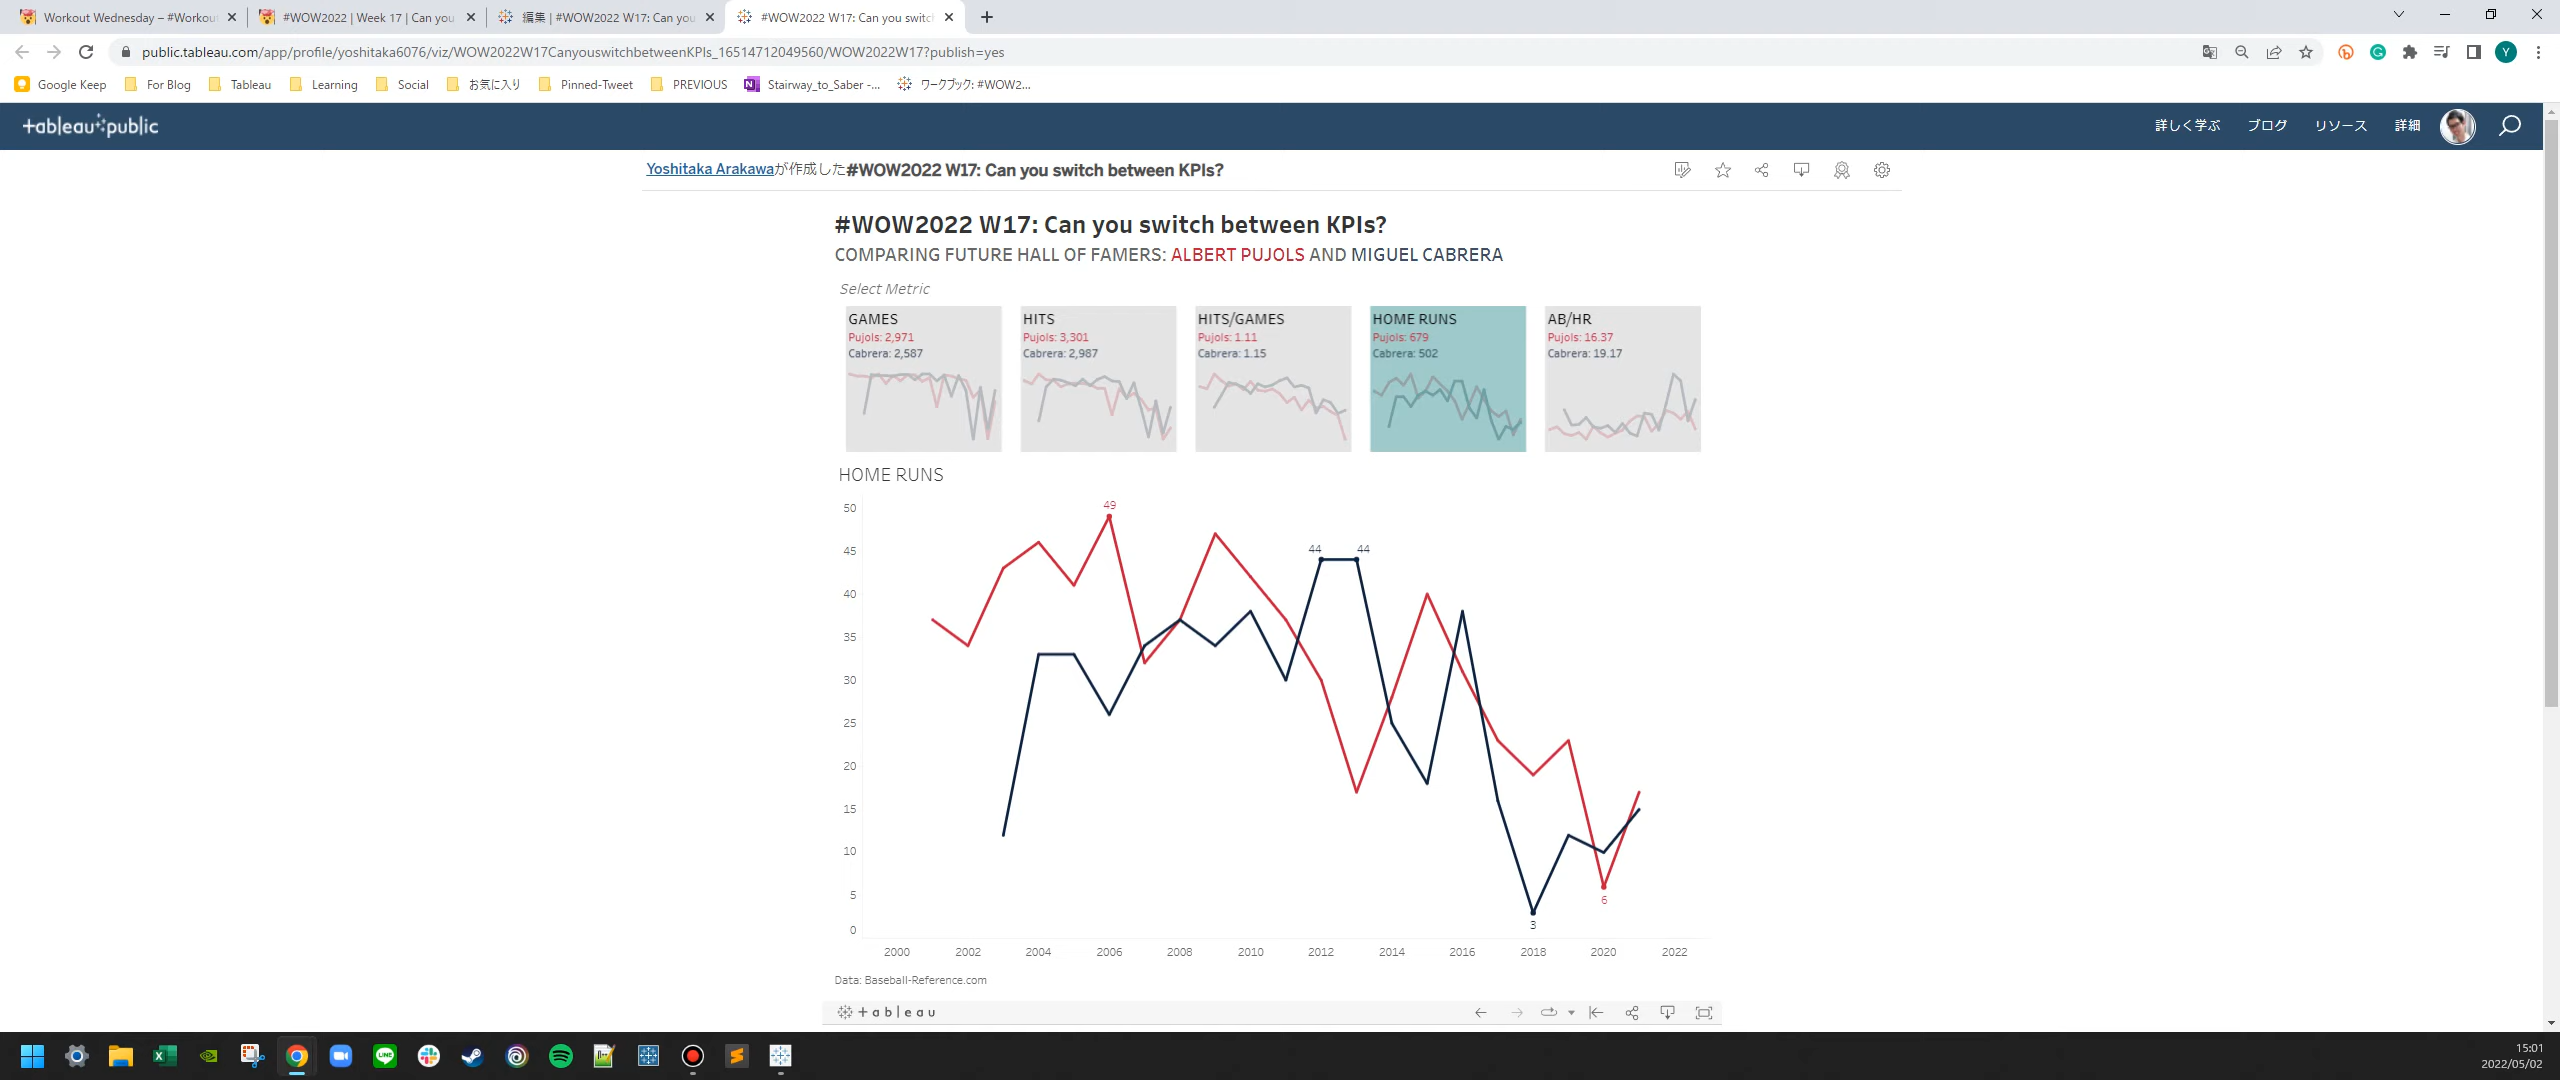 Workout Wednesday – #Workou
#WOW2022 | Week 17 | Can you
編集 | #WOW2022 W17: Can you
#WOW2022 W17: Can you switc
public.tableau.com/app/profile/yoshitaka6076/viz/WOW2022W17CanyouswitchbetweenKPIs_16514712049560/WOW2022W17?publish=yes
Y
Google Keep For Blog Tableau Learning Social お気に入り Pinned-Tweet PREVIOUS Stairway_to_Saber -... ワークブック: #WOW2...
+ableau public
詳しく学ぶ ブログ リソース 詳細
Yoshitaka Arakawaが作成した#WOW2022 W17: Can you switch between KPIs?
#WOW2022 W17: Can you switch between KPIs?
COMPARING FUTURE HALL OF FAMERS: ALBERT PUJOLS AND MIGUEL CABRERA
Select Metric
GAMES
Pujols: 2,971
Cabrera: 2,587
HITS
Pujols: 3,301
Cabrera: 2,987
HITS/GAMES
Pujols: 1.11
Cabrera: 1.15
HOME RUNS
Pujols: 679
Cabrera: 502
AB/HR
Pujols: 16.37
Cabrera: 19.17
HOME RUNS
50
45
40
35
30
25
20
15
10
5
0
49
44 44
6
3
2000 2002 2004 2006 2008 2010 2012 2014 2016 2018 2020 2022
Data: Baseball-Reference.com
+ableau
LINE
15:01
2022/05/02